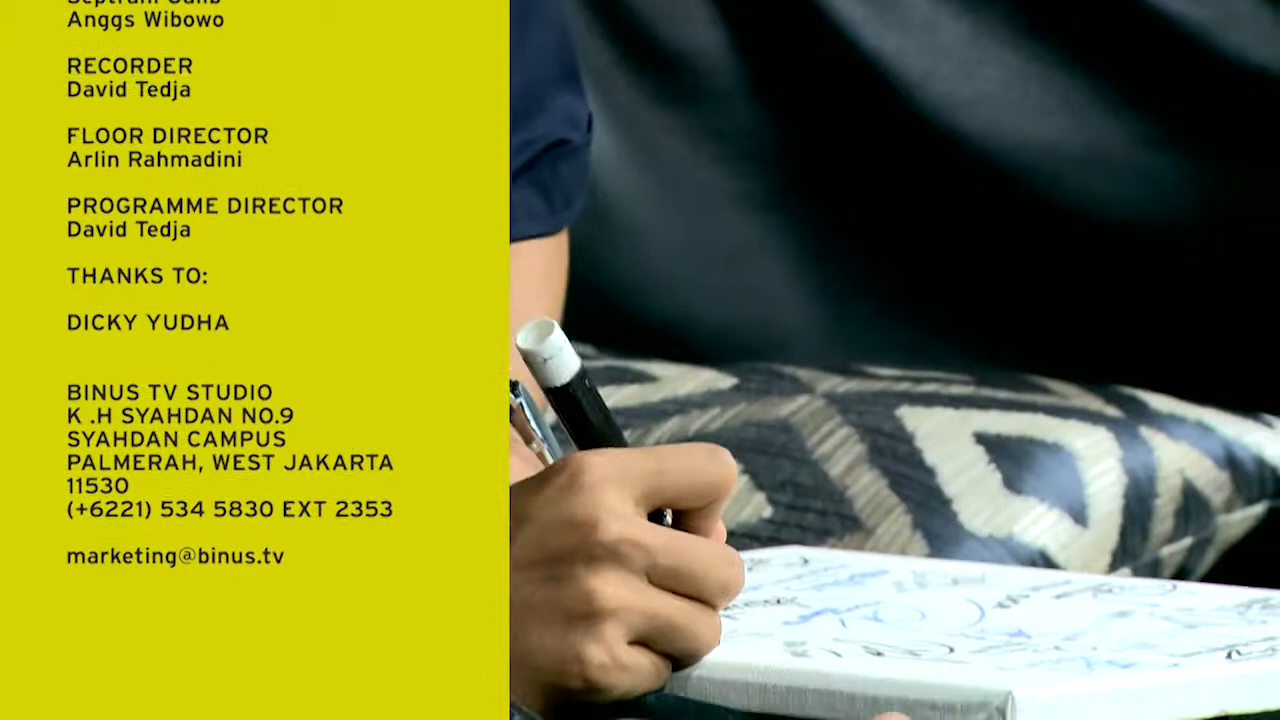 Anggs Wibowo
RECORDER
David Tedja
FLOOR DIRECTOR
Arlin Rahmadini
PROGRAMME DIRECTOR
David Tedja
THANKS TO:
DICKY YUDHA
BINUS TV STUDIO
K .H SYAHDAN NO.9
SYAHDAN CAMPUS
PALMERAH, WEST JAKARTA
11530
(+6221) 534 5830 EXT 2353
marketing@binus.tv